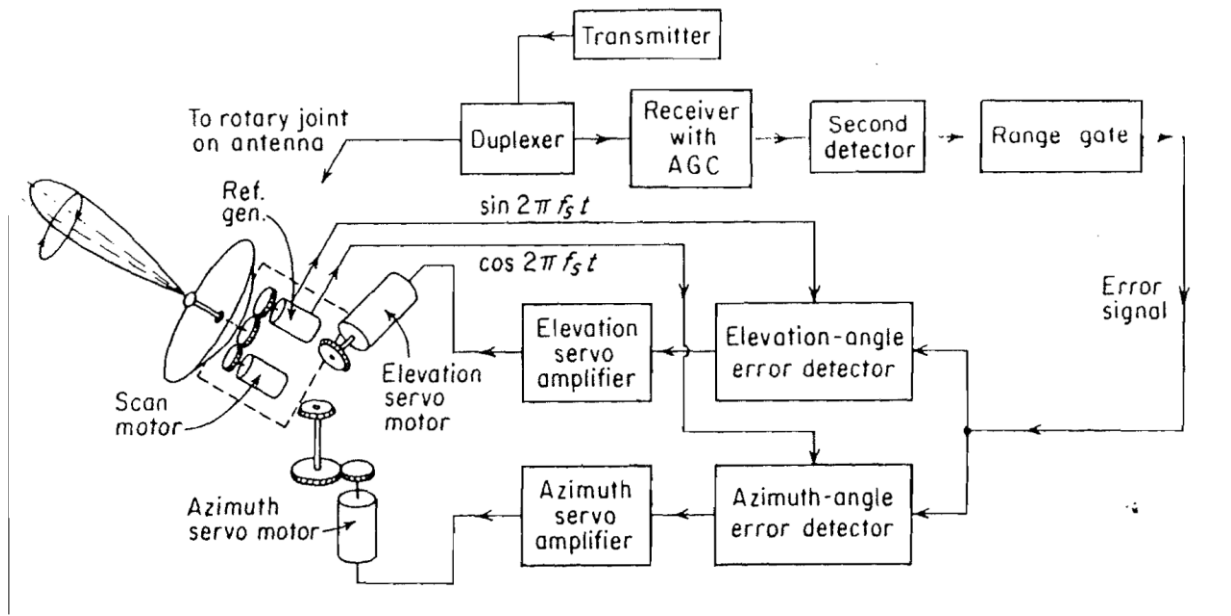 Transmitter
To rotary joint
on antenna
Duplexer
Receiver
with
AGC
Second
detector
Range gate
Ref.
gen.
sin 2π fs t
cos 2π fs t
Error
signal
Elevation
servo
amplifier
Elevation-angle
error detector
Elevation
servo
motor
Scan
motor
Azimuth
servo motor
Azimuth
servo
amplifier
Azimuth-angle
error detector